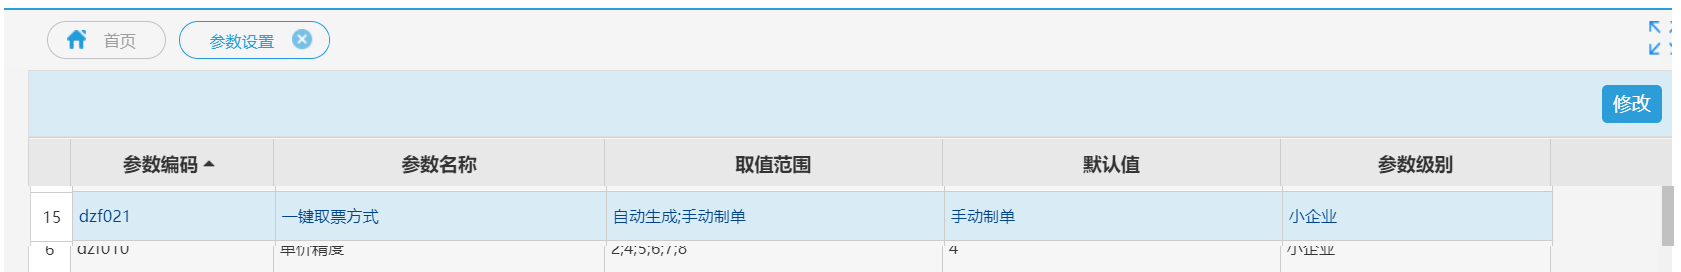 首页 参数设置
修改
参数编码 参数名称 取值范围 默认值 参数级别
15 dzf021 一键取票方式 自动生成;手动制单 手动制单 小企业
6 dzf010 单价精度 2;4;5;6;7;8 4 小企业